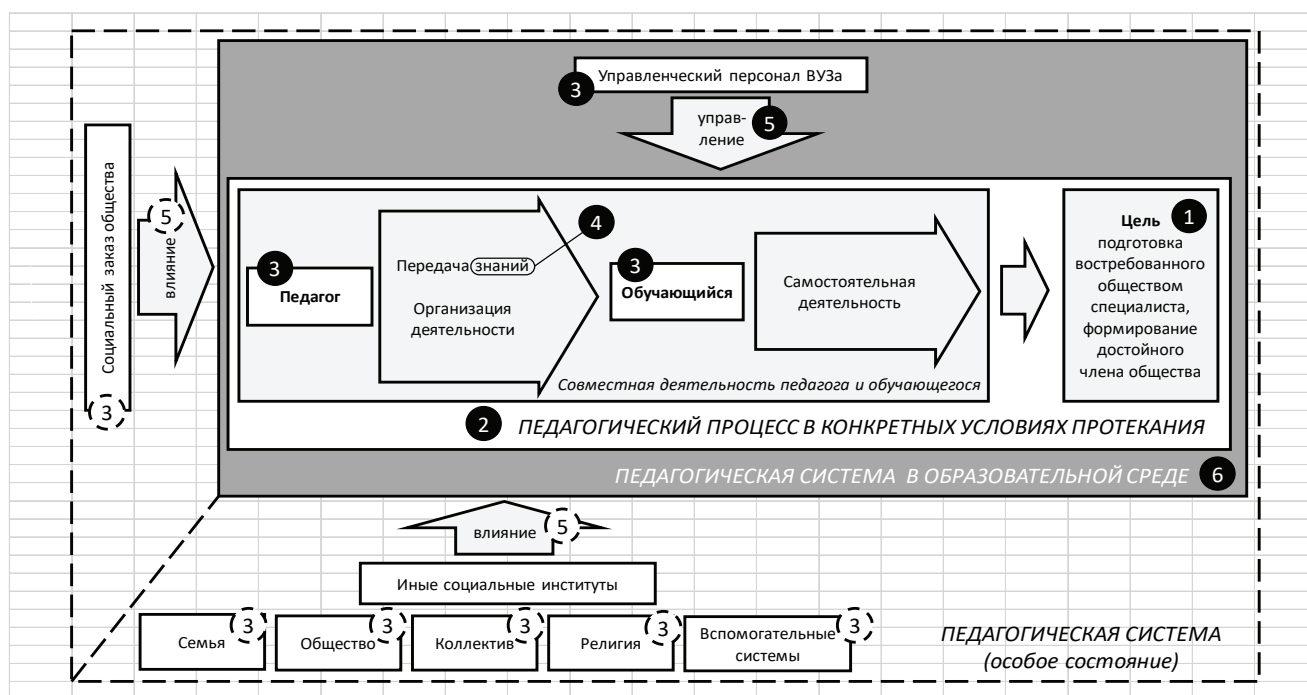 Управленческий персонал ВУЗа
3
управ-
ление
5
Социальный заказ общества
3
влияние
5
3
Педагог
Передача знаний
4
Организация
деятельности
3
Обучающийся
Самостоятельная
деятельность
Совместная деятельность педагога и обучающегося
1
Цель
подготовка
востребованного
обществом
специалиста,
формирование
достойного
члена общества
2
ПЕДАГОГИЧЕСКИЙ ПРОЦЕСС В КОНКРЕТНЫХ УСЛОВИЯХ ПРОТЕКАНИЯ
ПЕДАГОГИЧЕСКАЯ СИСТЕМА В ОБРАЗОВАТЕЛЬНОЙ СРЕДЕ
6
влияние
5
Иные социальные институты
Семья
3
Общество
3
Коллектив
3
Религия
3
Вспомогательные
системы
3
ПЕДАГОГИЧЕСКАЯ СИСТЕМА
(особое состояние)